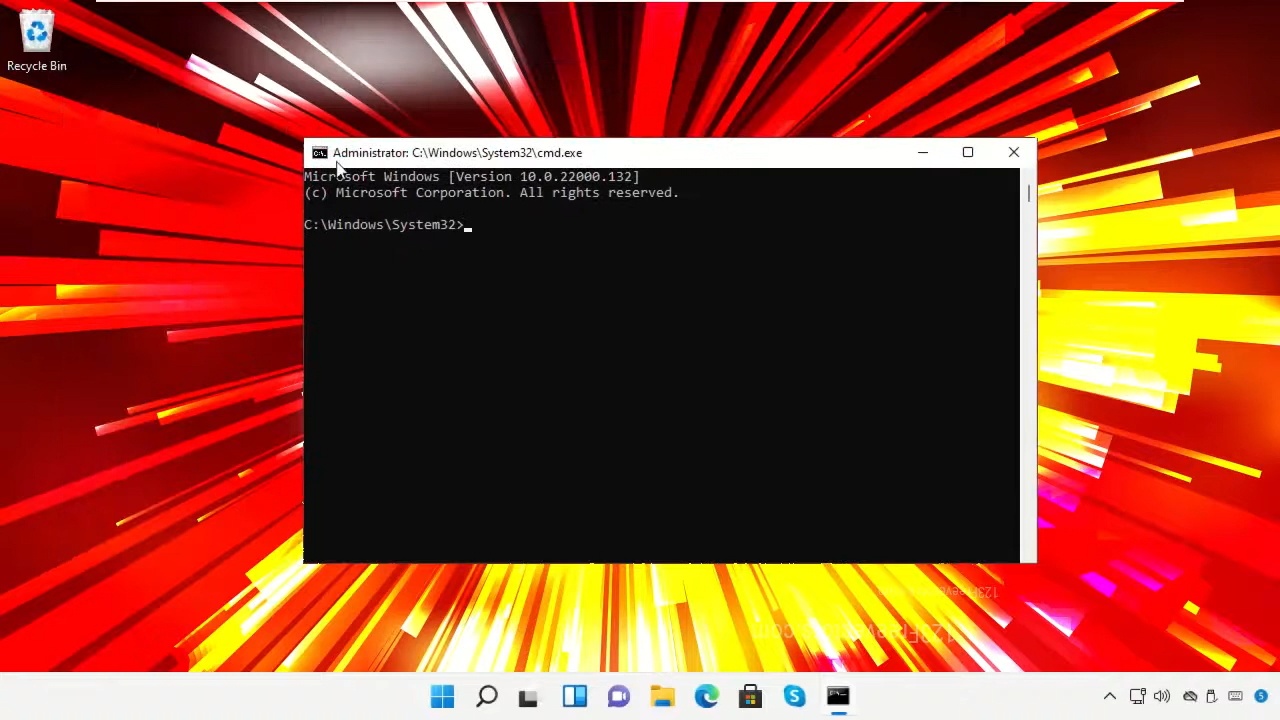 Recycle Bin
Administrator: C:\Windows\System32\cmd.exe
Microsoft Windows [Version 10.0.22000.132]
(c) Microsoft Corporation. All rights reserved.
C:\Windows\System32>
5